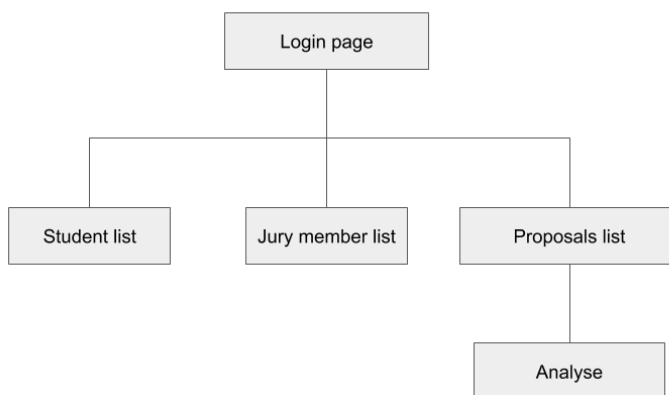 Login page
Student list
Jury member list
Proposals list
Analyse